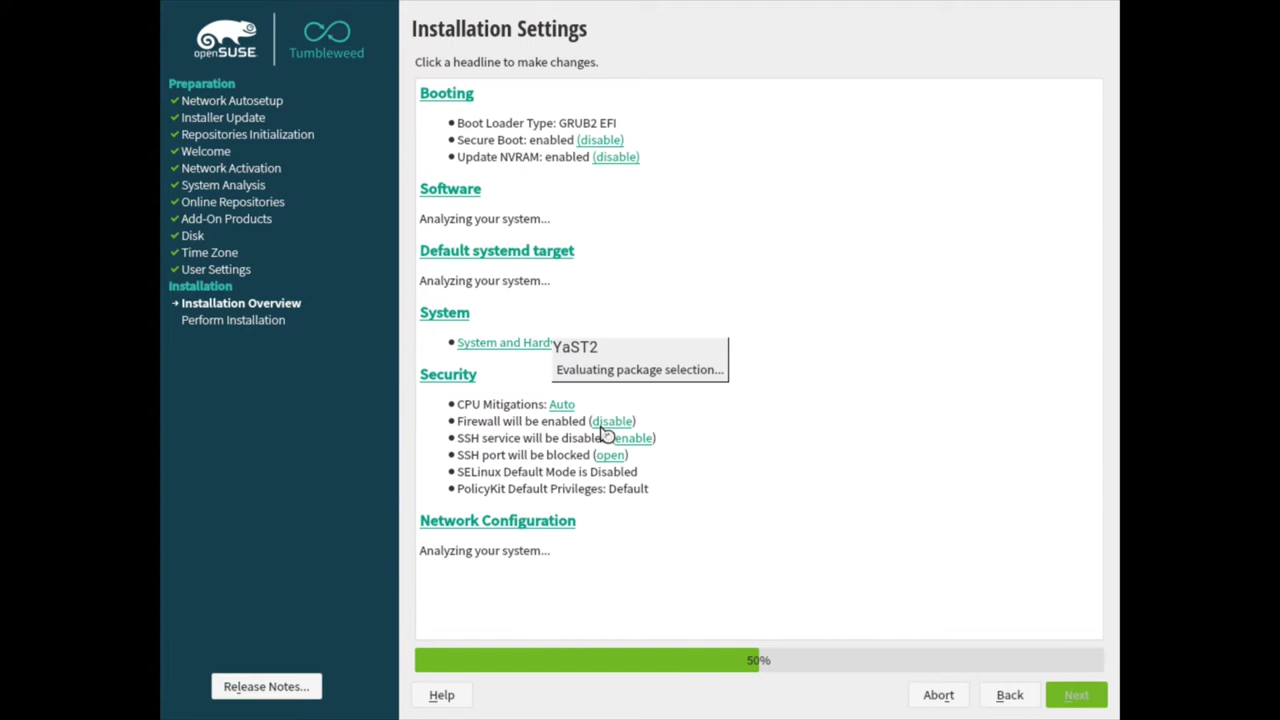 openSUSE
Tumbleweed
Preparation
Network Autosetup
Installer Update
Repositories Initialization
Welcome
Network Activation
System Analysis
Online Repositories
Add-On Products
Disk
Time Zone
User Settings
Installation
Installation Overview
Perform Installation
Release Notes...
Installation Settings
Click a headline to make changes.
Booting
Boot Loader Type: GRUB2 EFI
Secure Boot: enabled (disable)
Update NVRAM: enabled (disable)
Software
Analyzing your system...
Default systemd target
Analyzing your system...
System
System and Hard
YaST2
Evaluating package selection...
Security
CPU Mitigations: Auto
Firewall will be enabled (disable)
SSH service will be disable enable)
SSH port will be blocked (open)
SELinux Default Mode is Disabled
PolicyKit Default Privileges: Default
Network Configuration
Analyzing your system...
50%
Help
Abort
Back
Next